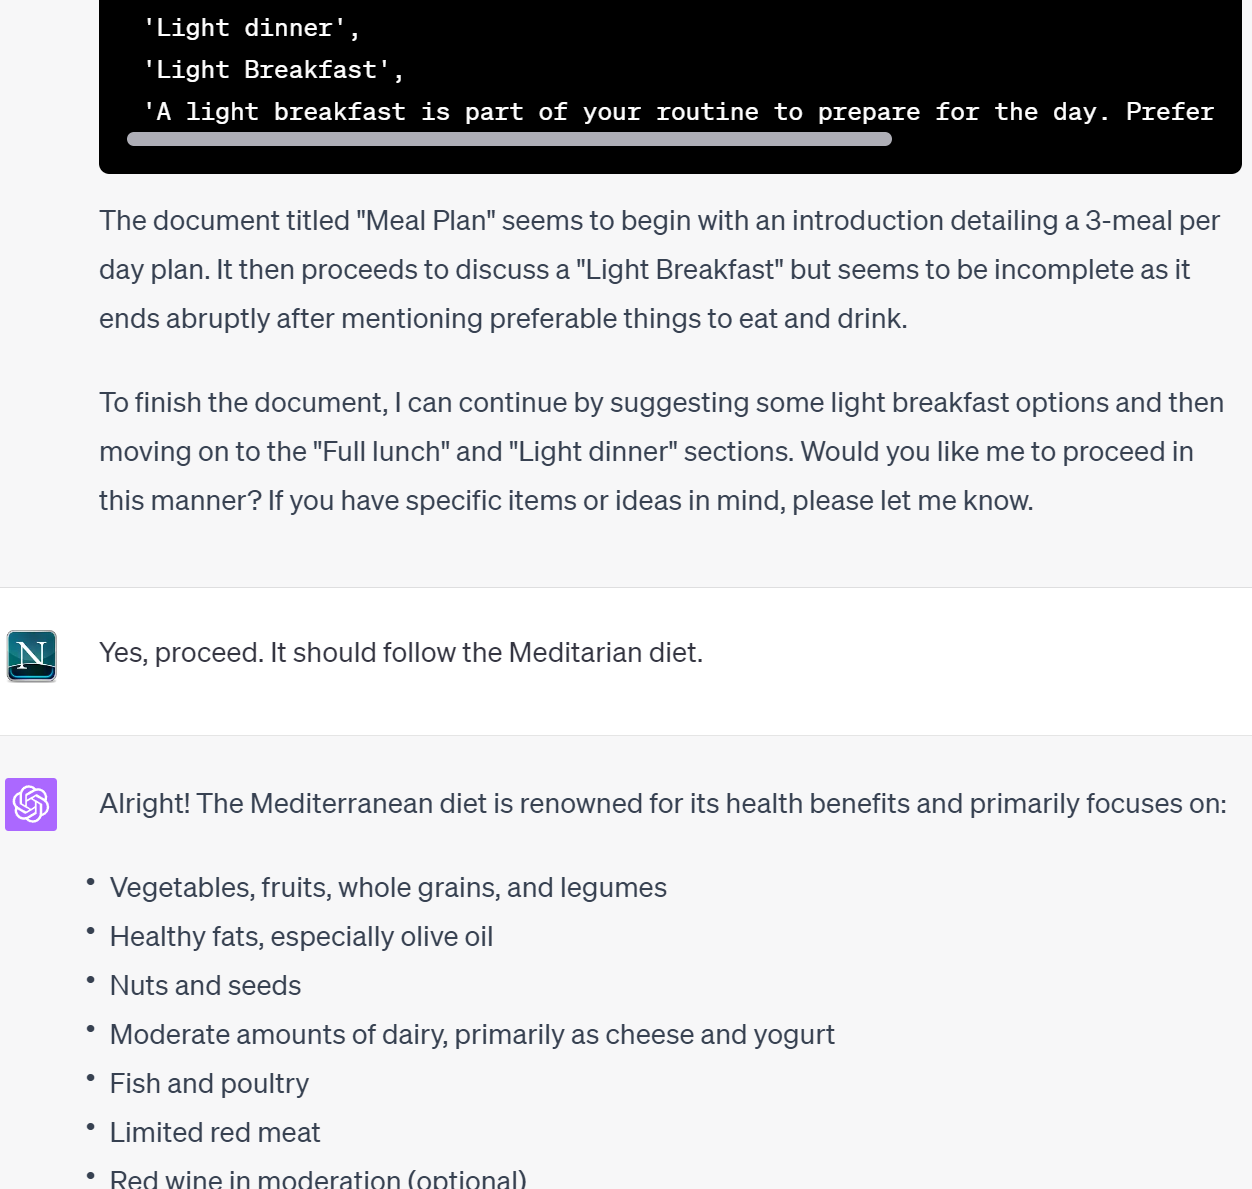 'Light dinner',
'Light Breakfast',
'A light breakfast is part of your routine to prepare for the day. Prefer
The document titled "Meal Plan" seems to begin with an introduction detailing a 3-meal per
day plan. It then proceeds to discuss a "Light Breakfast" but seems to be incomplete as it
ends abruptly after mentioning preferable things to eat and drink.
To finish the document, I can continue by suggesting some light breakfast options and then
moving on to the "Full lunch" and "Light dinner" sections. Would you like me to proceed in
this manner? If you have specific items or ideas in mind, please let me know.
N
Yes, proceed. It should follow the Meditarian diet.
Alright! The Mediterranean diet is renowned for its health benefits and primarily focuses on:
• Vegetables, fruits, whole grains, and legumes
• Healthy fats, especially olive oil
• Nuts and seeds
• Moderate amounts of dairy, primarily as cheese and yogurt
• Fish and poultry
• Limited red meat
• Red wine in moderation (optional)